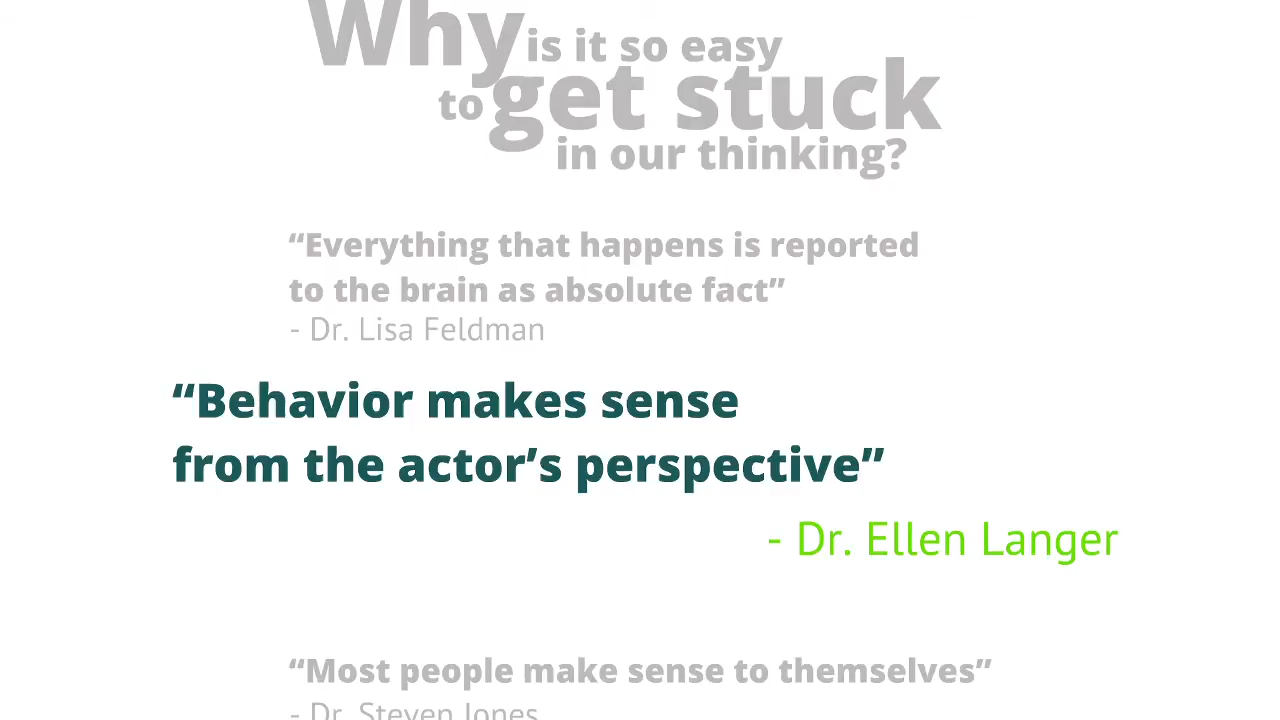 Why is it so easy
to get stuck
in our thinking?
“Everything that happens is reported
to the brain as absolute fact”
- Dr. Lisa Feldman
“Behavior makes sense
from the actor’s perspective”
- Dr. Ellen Langer
“Most people make sense to themselves”
- Dr. Steven Jones